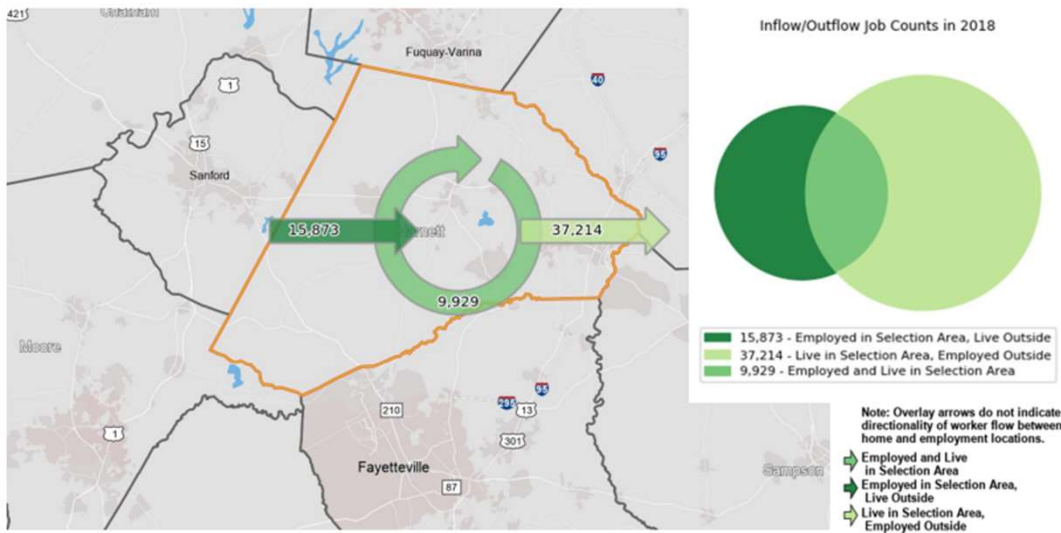 421
Chatham
Fuquay-Varina
1
40
15
Sanford
95
15,873
37,214
9,929
Moore
1
210
295
95
13
301
Fayetteville
87
Sampson
Inflow/Outflow Job Counts in 2018
15,873 - Employed in Selection Area, Live Outside
37,214 - Live in Selection Area, Employed Outside
9,929 - Employed and Live in Selection Area
Note: Overlay arrows do not indicate
directionality of worker flow between
home and employment locations.
Employed and Live
in Selection Area
Employed in Selection Area,
Live Outside
Live in Selection Area,
Employed Outside